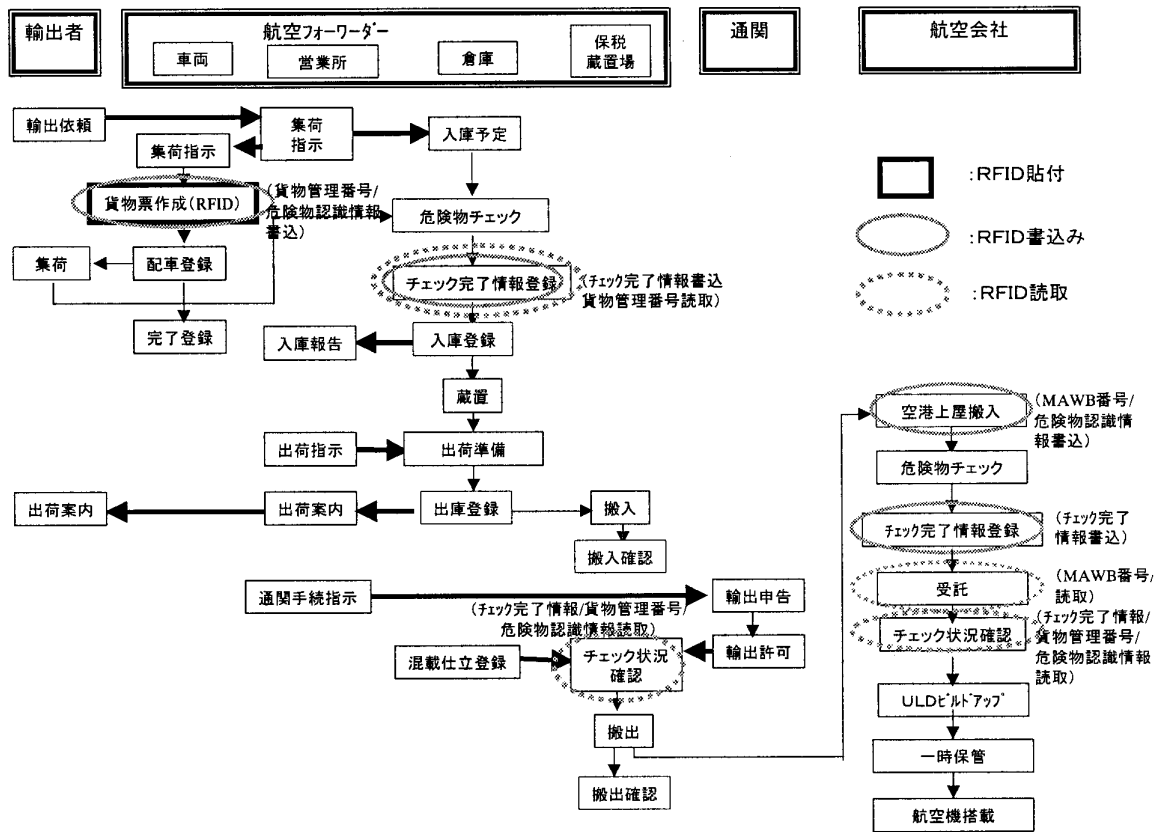 輸出者
航空フォーワーダー
車両
営業所
倉庫
保税
蔵置場
通関
航空会社
輸出依頼
集荷
指示
入庫予定
集荷指示
貨物票作成(RFID)
(貨物管理番号/
危険物認識情報
書込)
危険物チェック
集荷
配車登録
チェック完了情報登録
(チェック完了情報書込
貨物管理番号読取)
完了登録
入庫報告
入庫登録
蔵置
出荷指示
出荷準備
出荷案内
出荷案内
出庫登録
搬入
搬入確認
通関手続指示
輸出申告
(チェック完了情報/貨物管理番号/
危険物認識情報読取)
混載仕立登録
チェック状況
確認
輸出許可
搬出
搬出確認
:RFID貼付
:RFID書込み
:RFID読取
空港上屋搬入
(MAWB番号/
危険物認識情
報書込)
危険物チェック
チェック完了情報登録
(チェック完了
情報書込)
受託
(MAWB番号/
読取)
チェック状況確認
(チェック完了情報/
貨物管理番号/
危険物認識情報
読取)
ULDビルドアップ
一時保管
航空機搭載